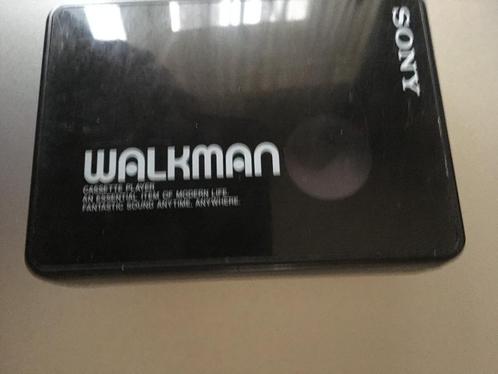 SONY
WALKMAN
CASSETTE PLAYER
AN ESSENTIAL ITEM OF MODERN LIFE.
FANTASTIC SOUND ANYTIME, ANYWHERE.